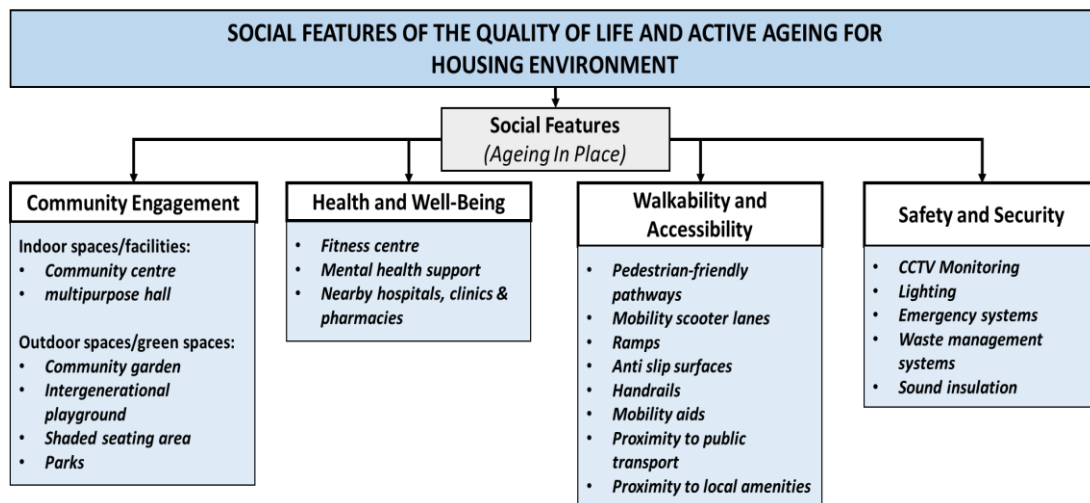 SOCIAL FEATURES OF THE QUALITY OF LIFE AND ACTIVE AGEING FOR
HOUSING ENVIRONMENT
Social Features
(Ageing In Place)
Community Engagement
Indoor spaces/facilities:
• Community centre
• multipurpose hall
Outdoor spaces/green spaces:
• Community garden
• Intergenerational
playground
• Shaded seating area
• Parks
Health and Well-Being
• Fitness centre
• Mental health support
• Nearby hospitals, clinics &
pharmacies
Walkability and
Accessibility
• Pedestrian-friendly
pathways
• Mobility scooter lanes
• Ramps
• Anti slip surfaces
• Handrails
• Mobility aids
• Proximity to public
transport
• Proximity to local amenities
Safety and Security
• CCTV Monitoring
• Lighting
• Emergency systems
• Waste management
systems
• Sound insulation